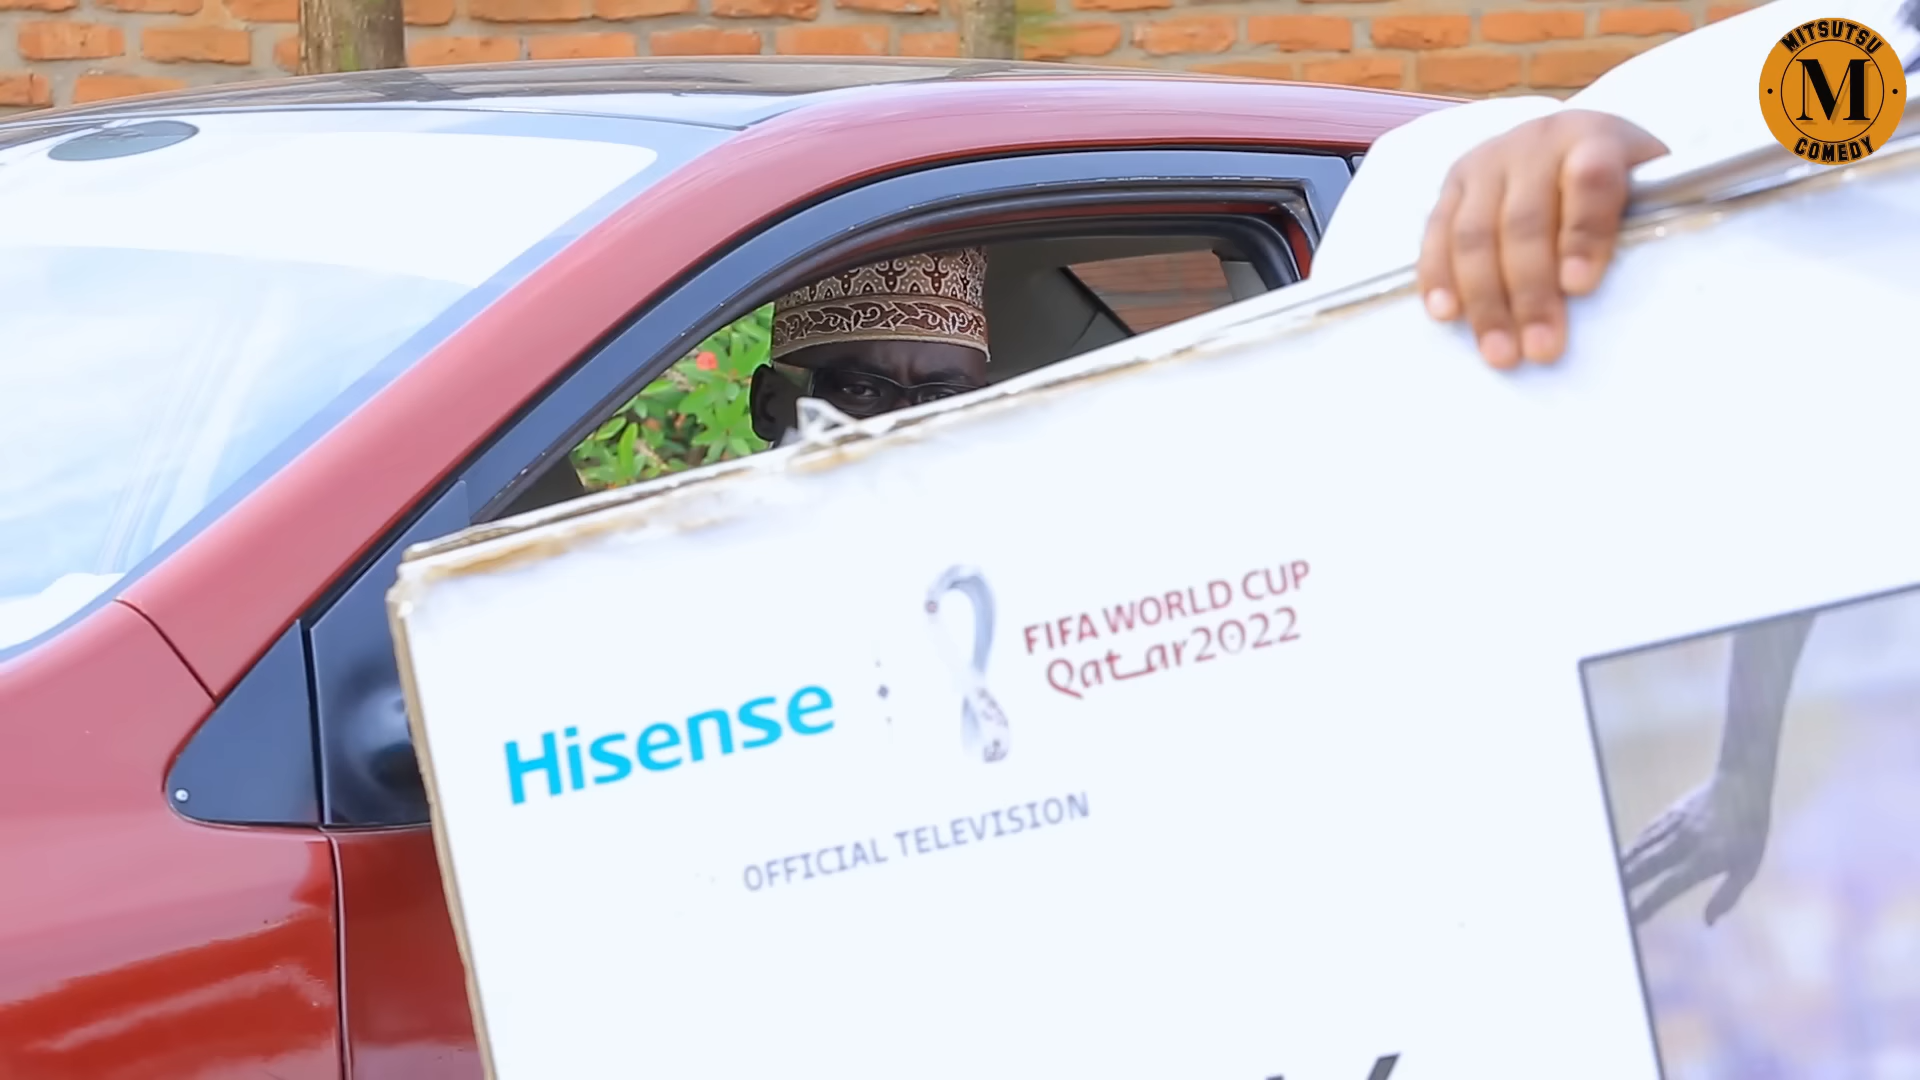 MITSUTSU
M
COMEDY
Hisense
FIFA WORLD CUP
Qatar2022
OFFICIAL TELEVISION